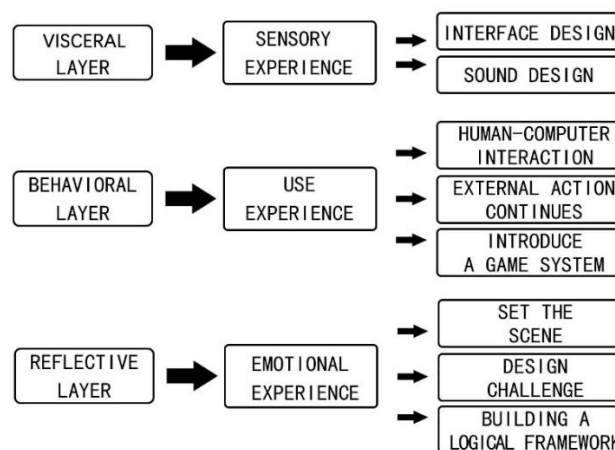 VISCERAL
LAYER
SENSORY
EXPERIENCE
INTERFACE DESIGN
SOUND DESIGN
BEHAVIORAL
LAYER
USE
EXPERIENCE
HUMAN-COMPUTER
INTERACTION
EXTERNAL ACTION
CONTINUES
INTRODUCE
A GAME SYSTEM
REFLECTIVE
LAYER
EMOTIONAL
EXPERIENCE
SET THE
SCENE
DESIGN
CHALLENGE
BUILDING A
LOGICAL FRAMEWORK